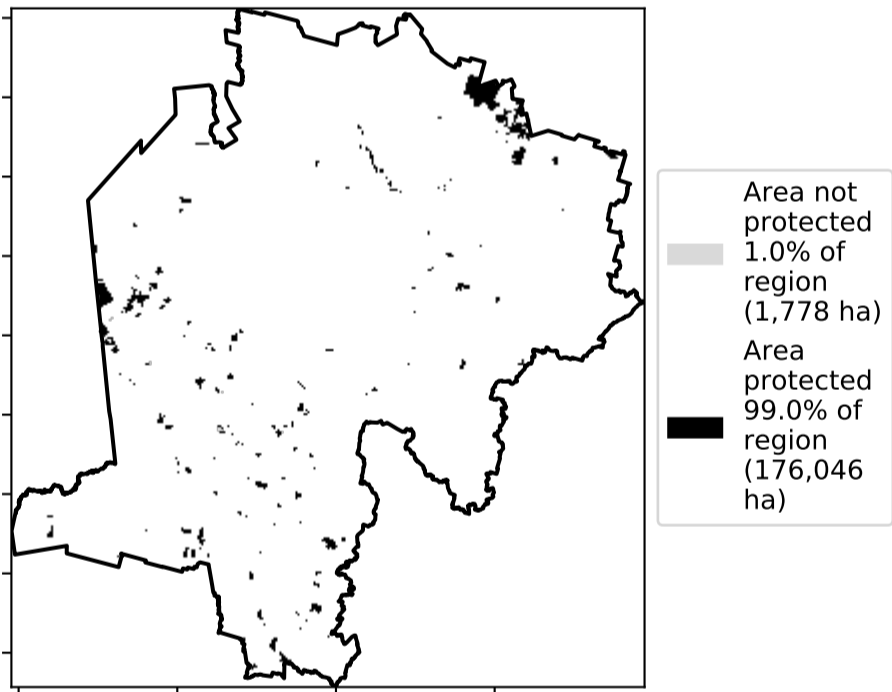 Area not
protected
1.0% of
region
(1,778 ha)
Area
protected
99.0% of
region
(176,046
ha)